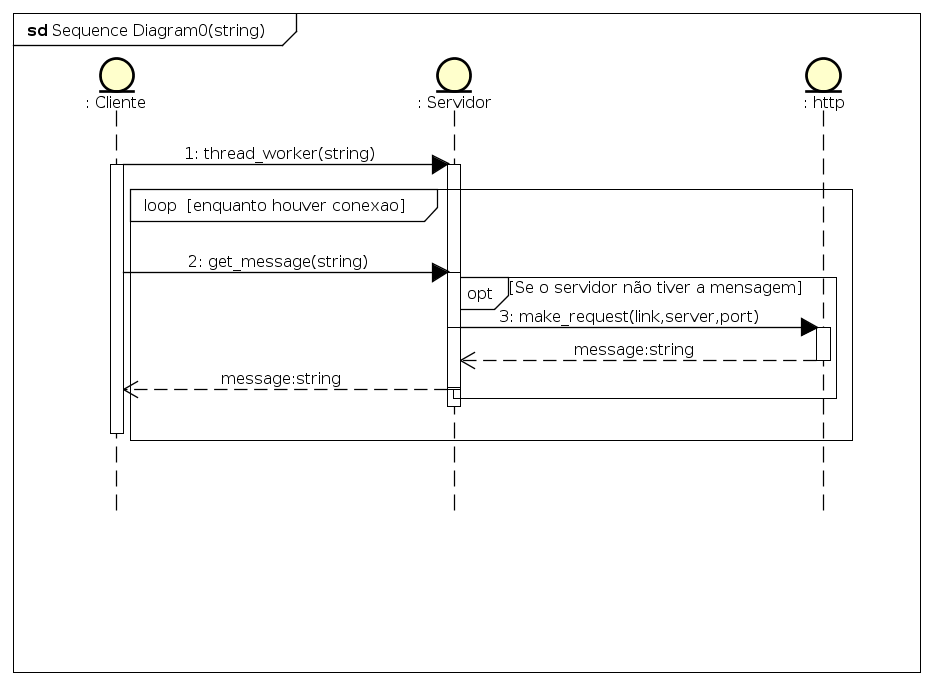 sd Sequence Diagram0(string)
: Cliente
: Servidor
: http
1: thread_worker(string)
loop [enquanto houver conexao]
2: get_message(string)
opt [Se o servidor não tiver a mensagem]
3: make_request(link,server,port)
message:string
message:string